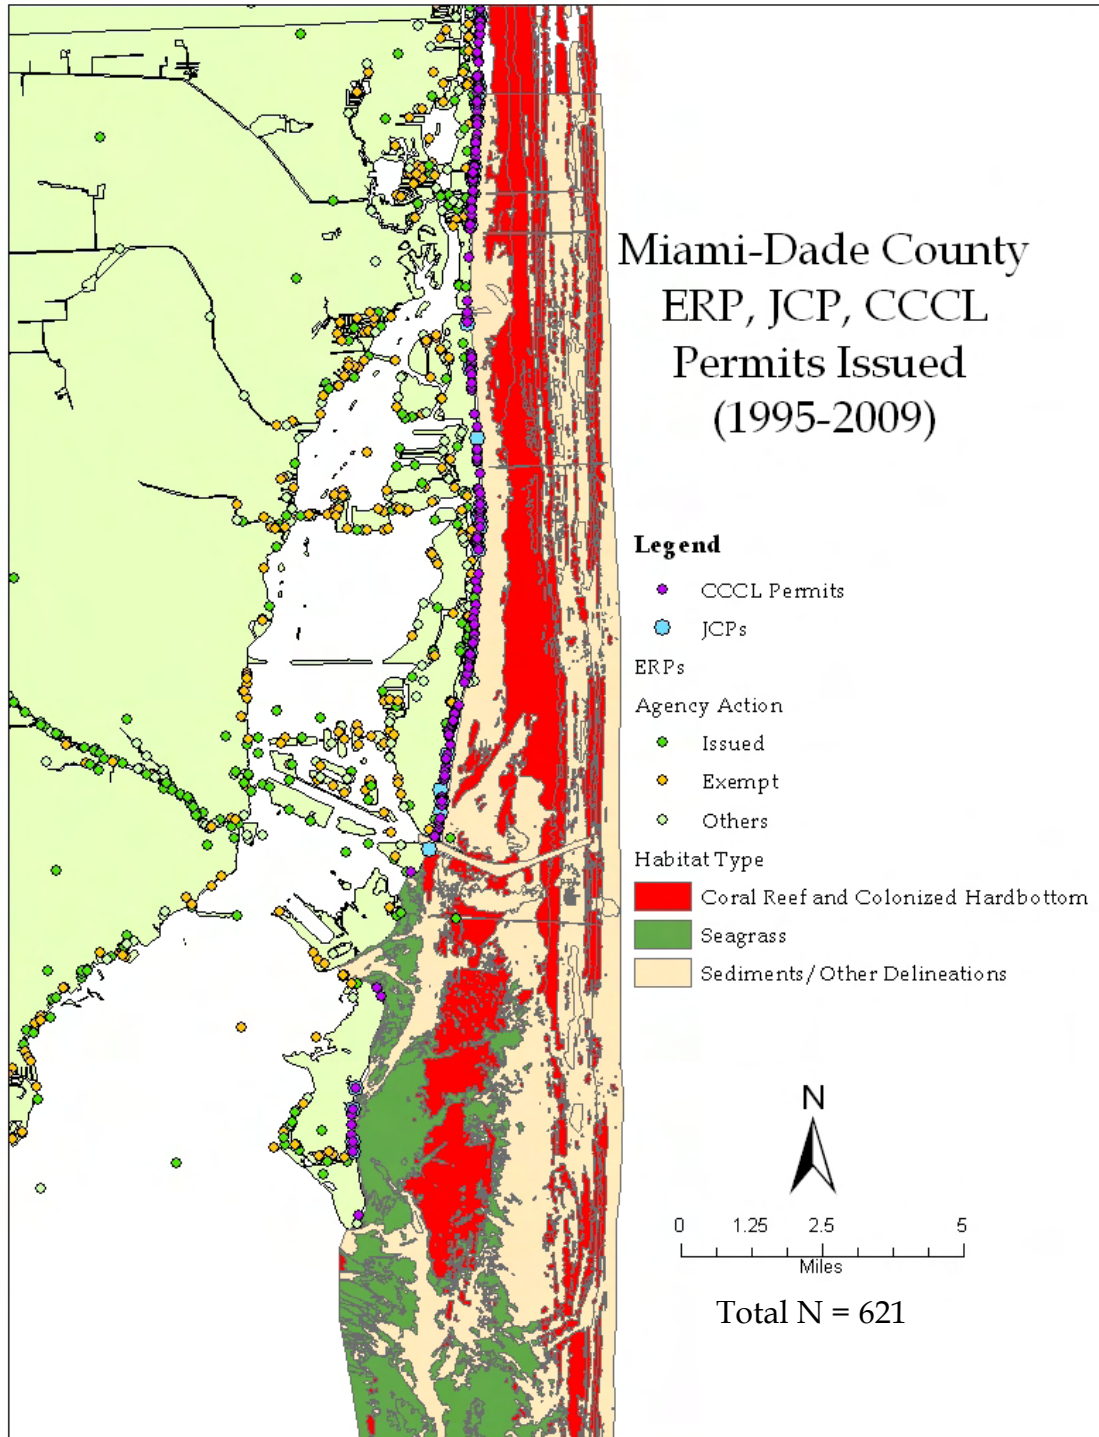 Miami-Dade County
ERP, JCP, CCCL
Permits Issued
(1995-2009)
Legend
CCCL Permits
JCPs
ERPs
Agency Action
Issued
Exempt
Others
Habitat Type
Coral Reef and Colonized Hardbottom
Seagrass
Sediments/Other Delineations
N
0 1.25 2.5 5
Miles
Total N = 621